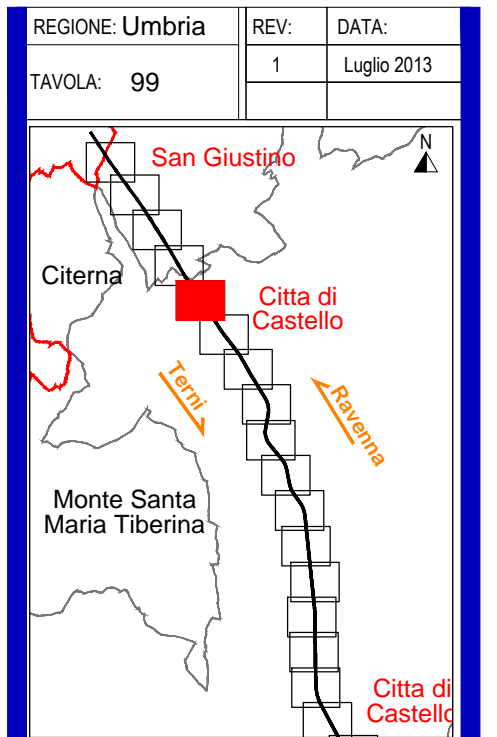 REGIONE: Umbria
REV:
DATA:
1
Luglio 2013
TAVOLA: 99
N
San Giustino
Citerna
Citta di
Castello
Terni
Ravenna
Monte Santa
Maria Tiberina
Citta di
Castello